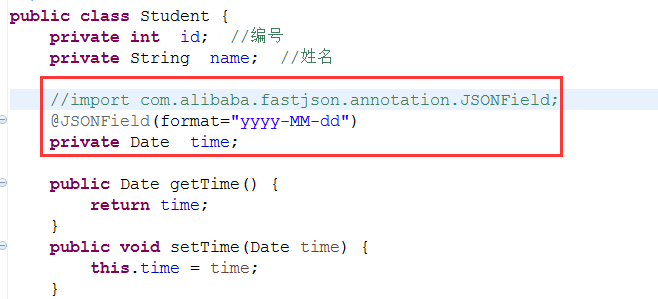 public class Student {
    private int  id;  //编号
    private String  name;  //姓名
    //import com.alibaba.fastjson.annotation.JSONField;
    @JSONField(format="yyyy-MM-dd")
    private Date  time;
    public Date getTime() {
        return time;
    }
    public void setTime(Date time) {
        this.time = time;
    }